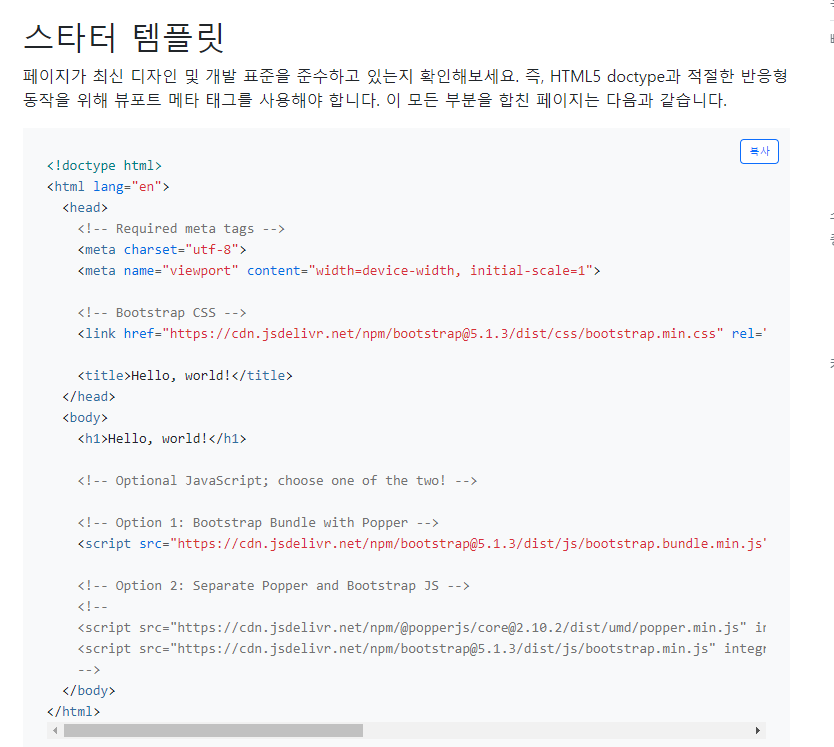 스타터 템플릿
페이지가 최신 디자인 및 개발 표준을 준수하고 있는지 확인해보세요. 즉, HTML5 doctype과 적절한 반응형
동작을 위해 뷰포트 메타 태그를 사용해야 합니다. 이 모든 부분을 합친 페이지는 다음과 같습니다.
복사
<!doctype html>
<html lang="en">
  <head>
    <!-- Required meta tags -->
    <meta charset="utf-8">
    <meta name="viewport" content="width=device-width, initial-scale=1">

    <!-- Bootstrap CSS -->
    <link href="https://cdn.jsdelivr.net/npm/bootstrap@5.1.3/dist/css/bootstrap.min.css" rel="

    <title>Hello, world!</title>
  </head>
  <body>
    <h1>Hello, world!</h1>

    <!-- Optional JavaScript; choose one of the two! -->

    <!-- Option 1: Bootstrap Bundle with Popper -->
    <script src="https://cdn.jsdelivr.net/npm/bootstrap@5.1.3/dist/js/bootstrap.bundle.min.js"

    <!-- Option 2: Separate Popper and Bootstrap JS -->
    <!--
    <script src="https://cdn.jsdelivr.net/npm/@popperjs/core@2.10.2/dist/umd/popper.min.js" in
    <script src="https://cdn.jsdelivr.net/npm/bootstrap@5.1.3/dist/js/bootstrap.min.js" integr
    -->
  </body>
</html>